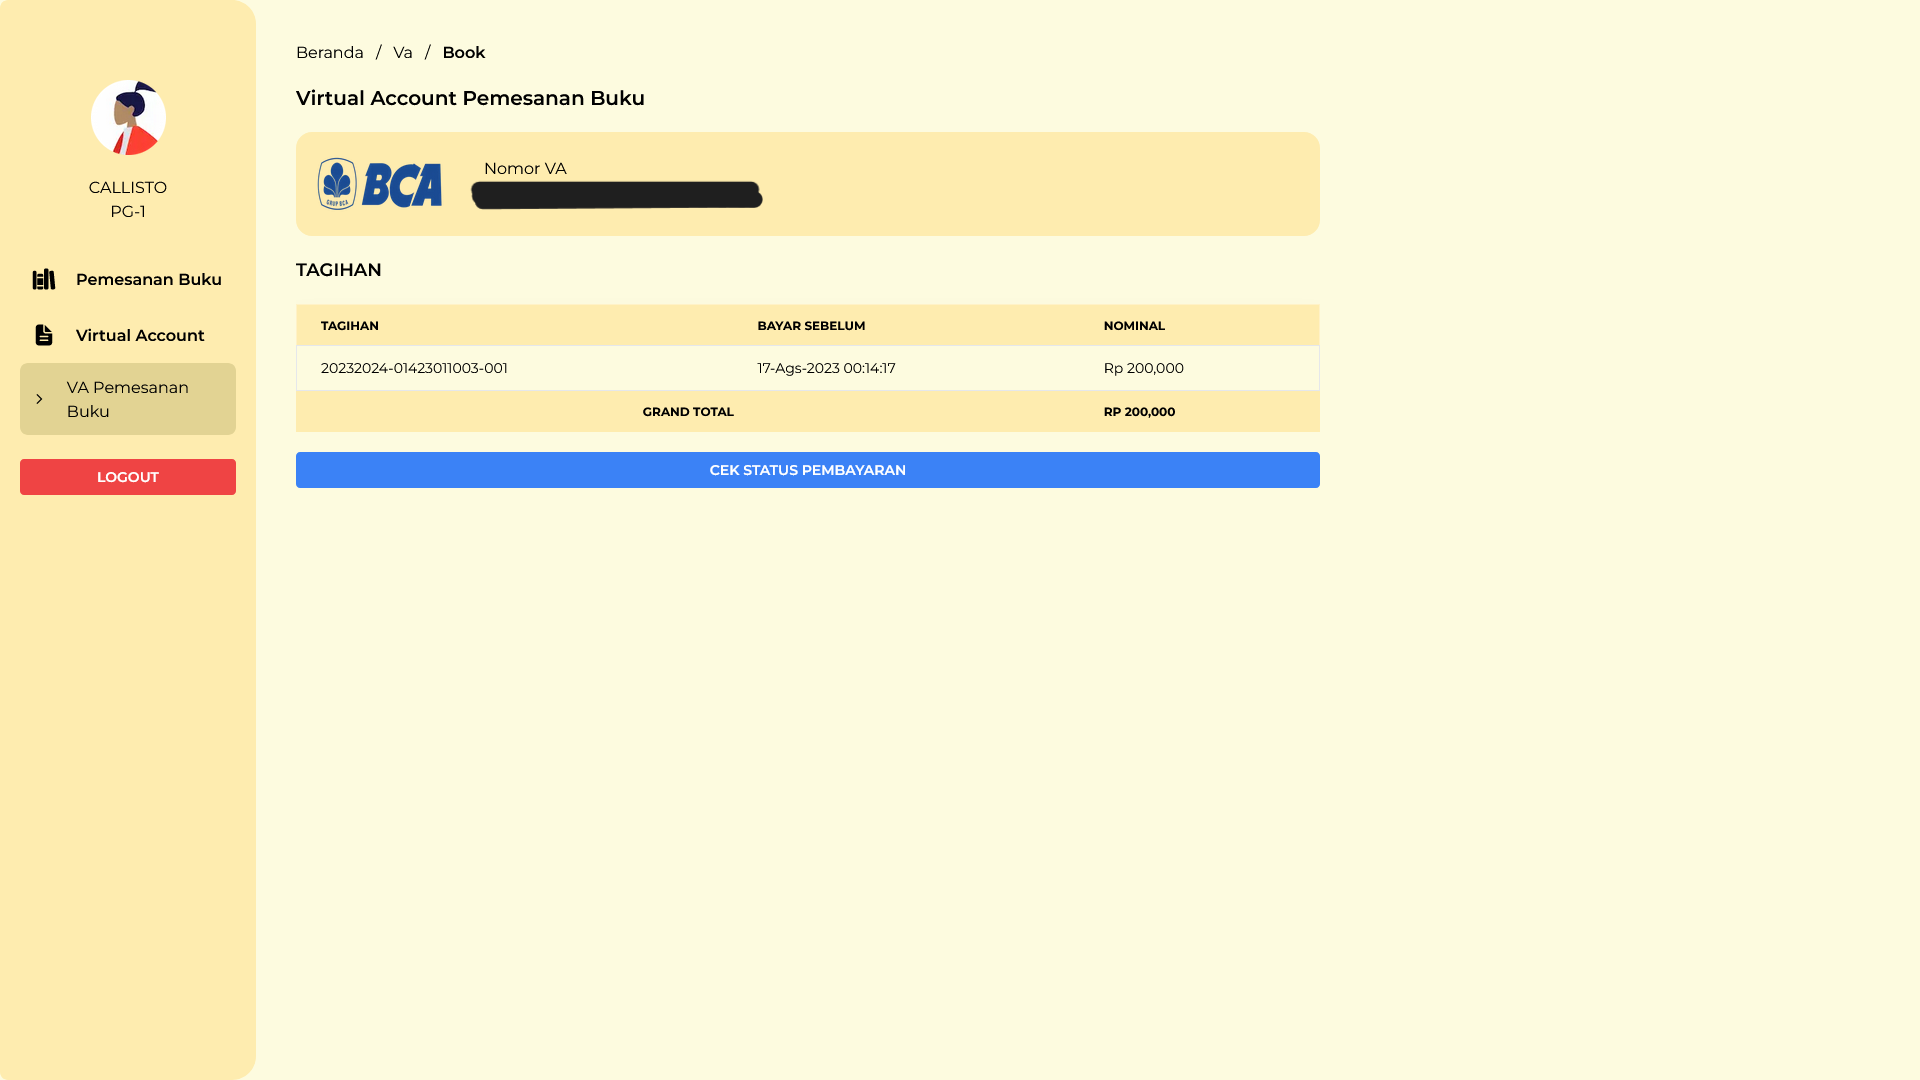 CALLISTO
PG-1
Pemesanan Buku
Virtual Account
VA Pemesanan
Buku
LOGOUT
Beranda / Va / Book
Virtual Account Pemesanan Buku
GRUP BCA
BCA
Nomor VA
TAGIHAN
TAGIHAN BAYAR SEBELUM NOMINAL
20232024-01423011003-001 17-Ags-2023 00:14:17 Rp 200,000
GRAND TOTAL RP 200,000
CEK STATUS PEMBAYARAN